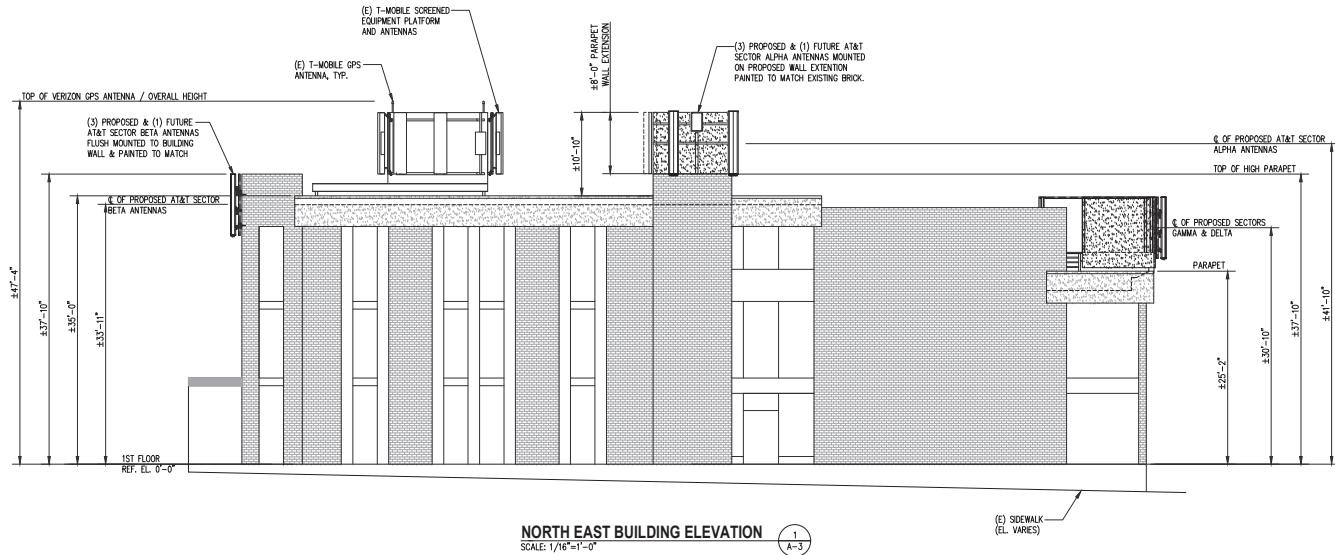 (E) T-MOBILE SCREENED
EQUIPMENT PLATFORM
AND ANTENNAS
(E) T-MOBILE GPS
ANTENNA, TYP.
±8'-0" PARAPET
WALL EXTENSION
(3) PROPOSED & (1) FUTURE AT&T
SECTOR ALPHA ANTENNAS MOUNTED
ON PROPOSED WALL EXTENTION
PAINTED TO MATCH EXISTING BRICK.
TOP OF VERIZON GPS ANTENNA / OVERALL HEIGHT
(3) PROPOSED & (1) FUTURE
AT&T SECTOR BETA ANTENNAS
FLUSH MOUNTED TO BUILDING
WALL & PAINTED TO MATCH
±10'-10"
℄ OF PROPOSED AT&T SECTOR
ALPHA ANTENNAS
TOP OF HIGH PARAPET
℄ OF PROPOSED AT&T SECTOR
BETA ANTENNAS
℄ OF PROPOSED SECTORS
GAMMA & DELTA
PARAPET
±47'-4"
±37'-10"
±35'-0"
±33'-11"
±25'-2"
±30'-10"
±37'-10"
±41'-10"
1ST FLOOR
REF. EL. 0'-0"
(E) SIDEWALK
(EL. VARIES)
NORTH EAST BUILDING ELEVATION
SCALE: 1/16"=1'-0"
1
A-3